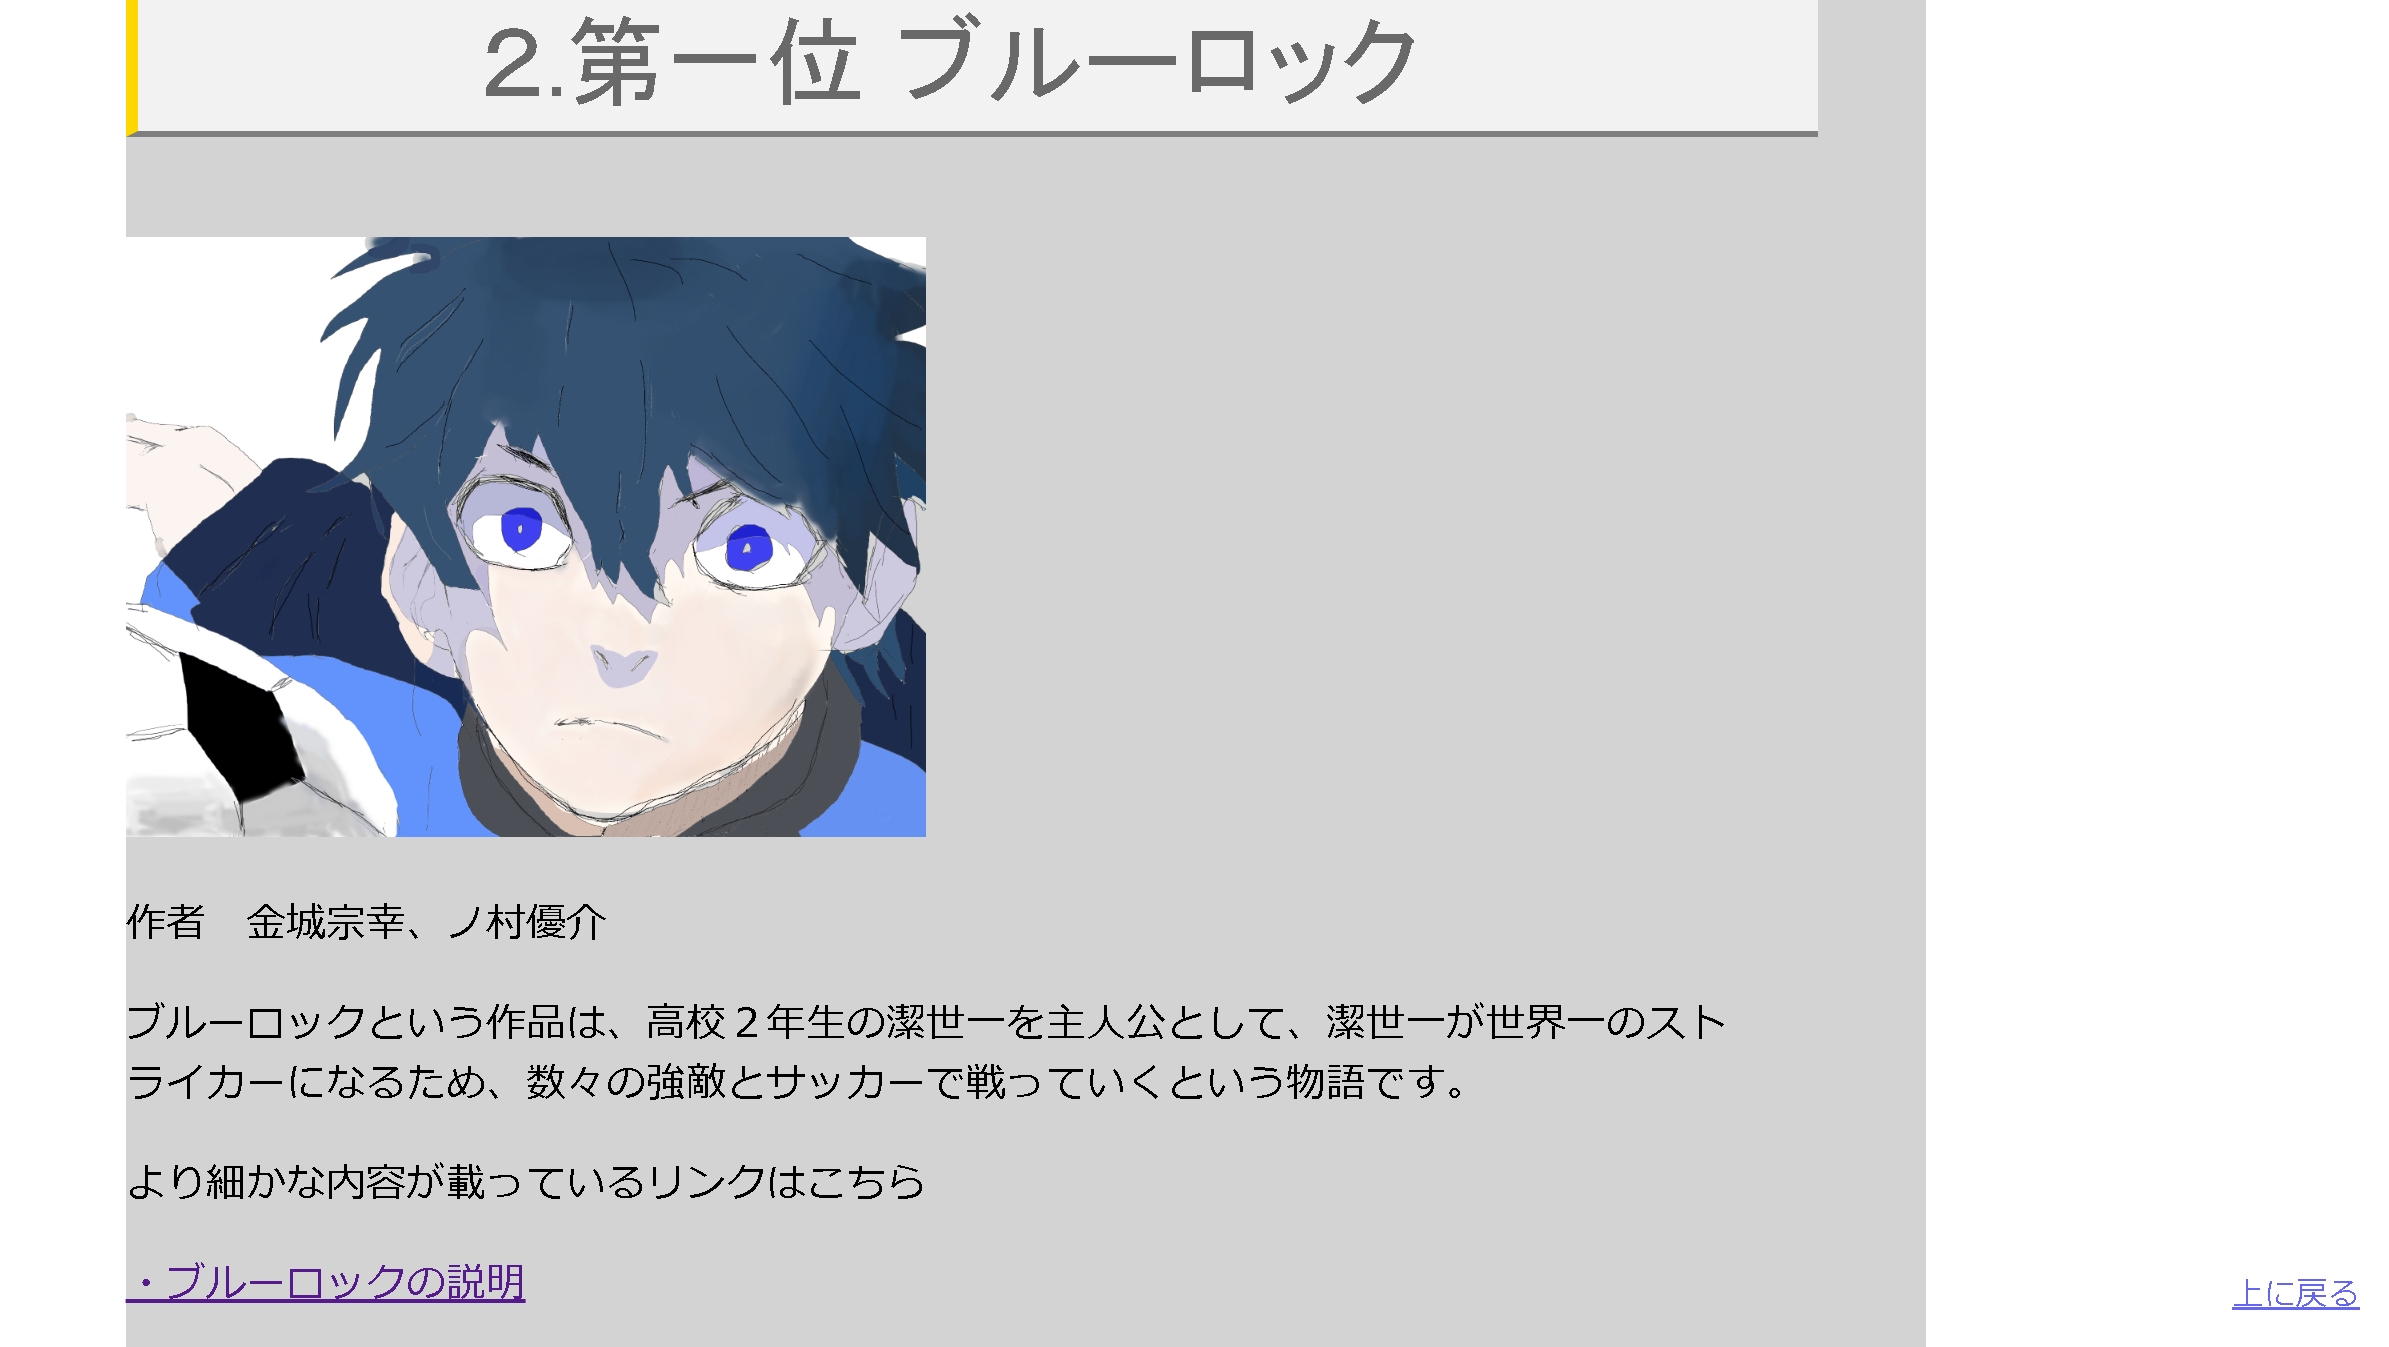 2.第一位 ブルーロック
作者　金城宗幸、ノ村優介
ブルーロックという作品は、高校２年生の潔世一を主人公として、潔世一が世界一のスト
ライカーになるため、数々の強敵とサッカーで戦っていくという物語です。
より細かな内容が載っているリンクはこちら
・ブルーロックの説明
上に戻る